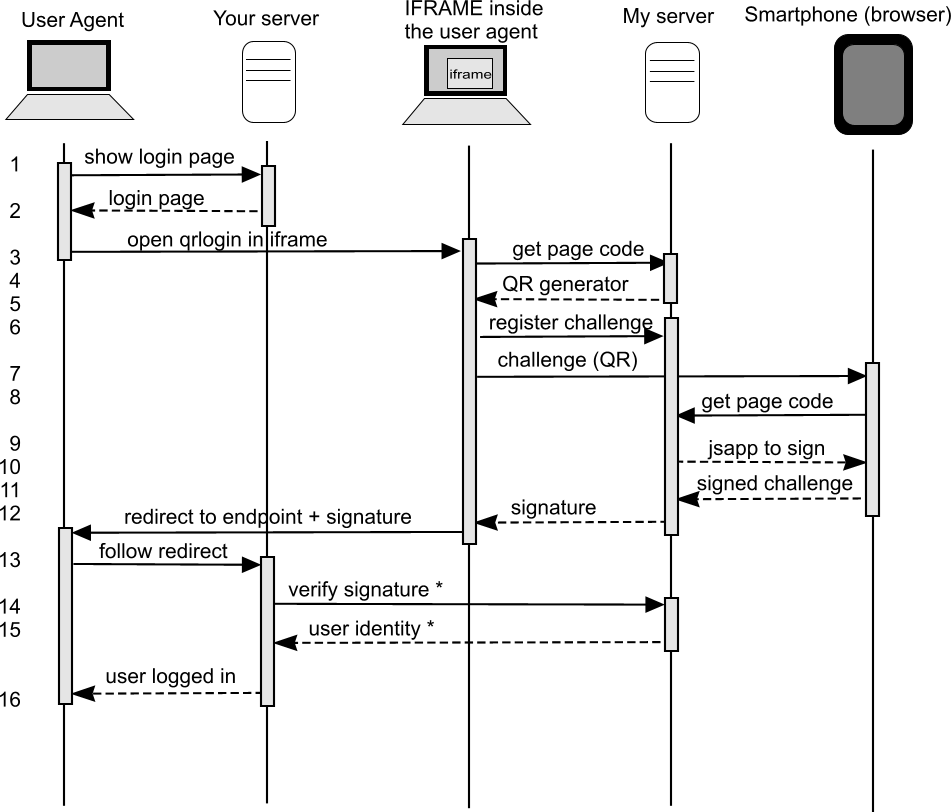 User Agent
Your server
IFRAME inside
the user agent
My server
Smartphone (browser)
iframe
1
show login page
2
login page
open qrlogin in iframe
3
get page code
4
QR generator
5
6
register challenge
7
challenge (QR)
8
get page code
9
jsapp to sign
10
11
signed challenge
12
signature
redirect to endpoint + signature
13
follow redirect
14
verify signature *
15
user identity *
16
user logged in